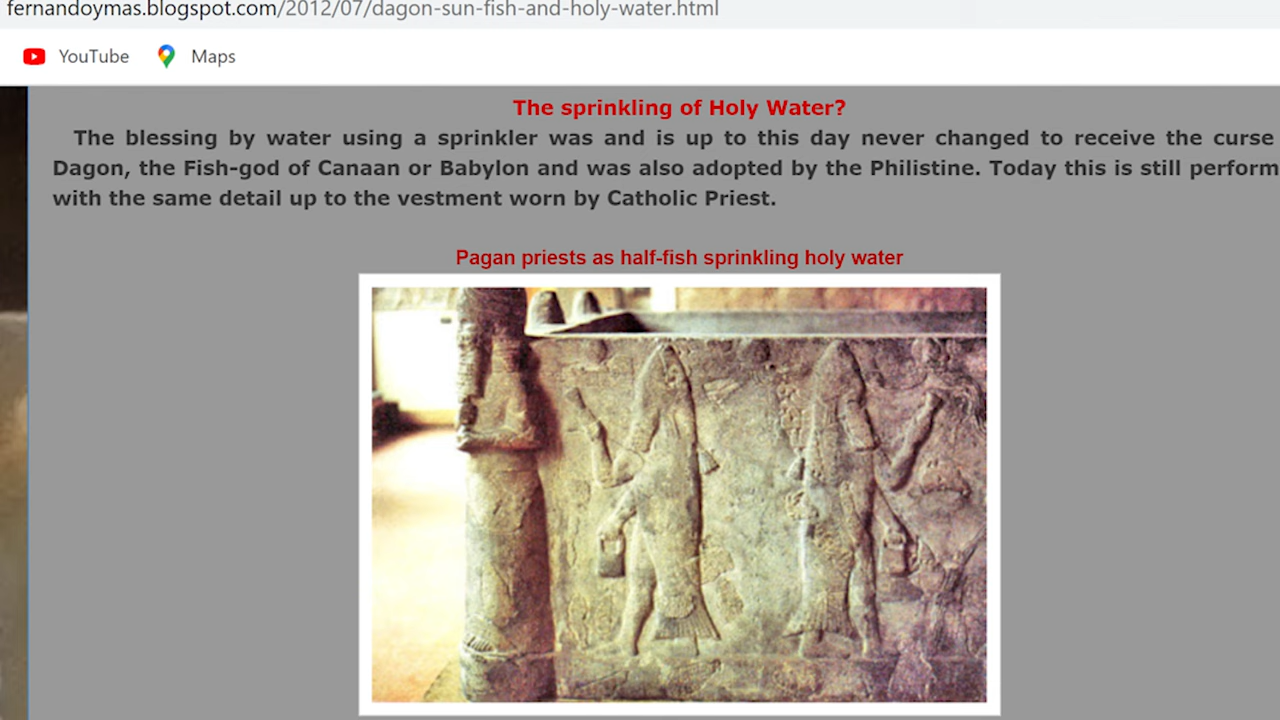 fernandoymas.blogspot.com/2012/07/dagon-sun-fish-and-holy-water.html
YouTube Maps
The sprinkling of Holy Water?
The blessing by water using a sprinkler was and is up to this day never changed to receive the curse
Dagon, the Fish-god of Canaan or Babylon and was also adopted by the Philistine. Today this is still perform
with the same detail up to the vestment worn by Catholic Priest.
Pagan priests as half-fish sprinkling holy water